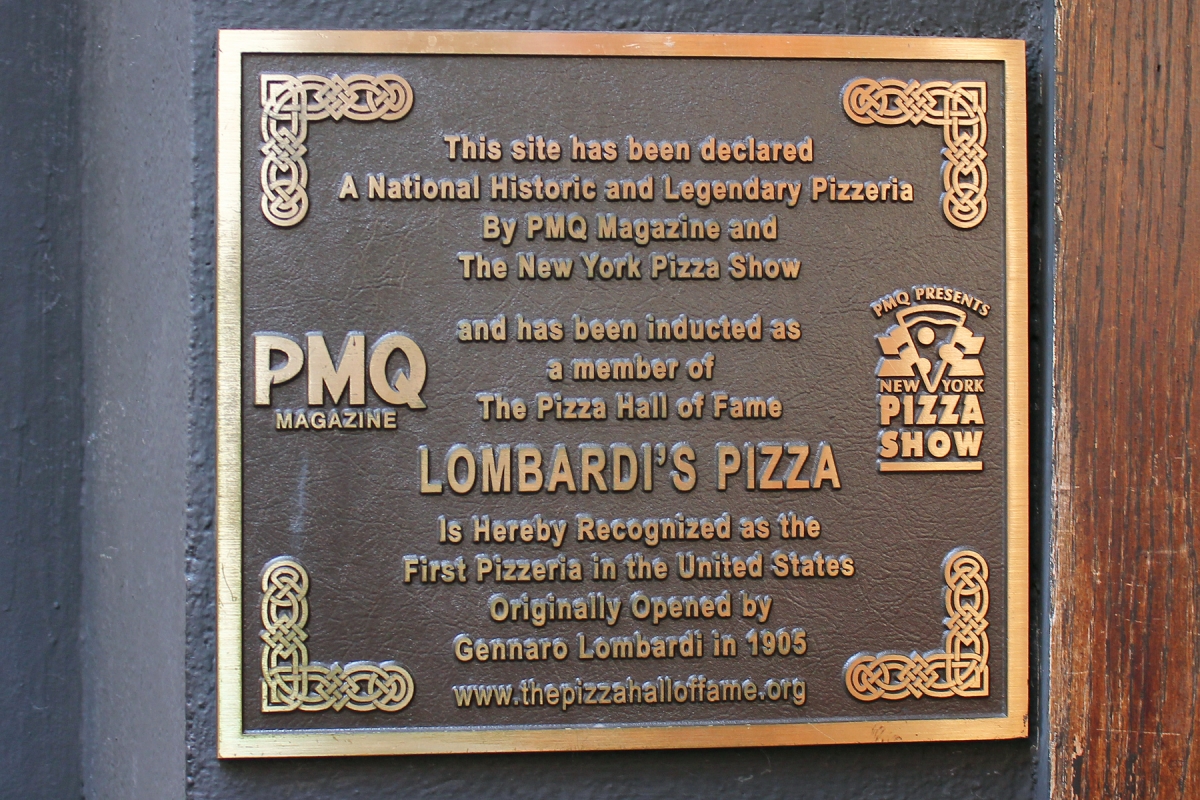 This site has been declared
A National Historic and Legendary Pizzeria
By PMQ Magazine and
The New York Pizza Show
and has been inducted as
a member of
The Pizza Hall of Fame
PMQ
MAGAZINE
PMQ PRESENTS
NEW YORK
PIZZA
SHOW
LOMBARDI'S PIZZA
Is Hereby Recognized as the
First Pizzeria in the United States
Originally Opened by
Gennaro Lombardi in 1905
www.thepizzahalloffame.org